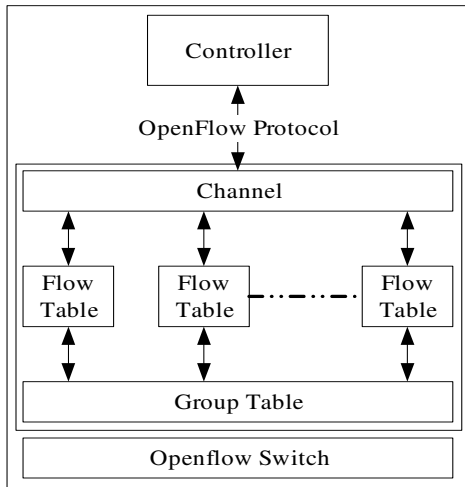 Controller
OpenFlow Protocol
Channel
Flow Table
Flow Table
Flow Table
Group Table
Openflow Switch